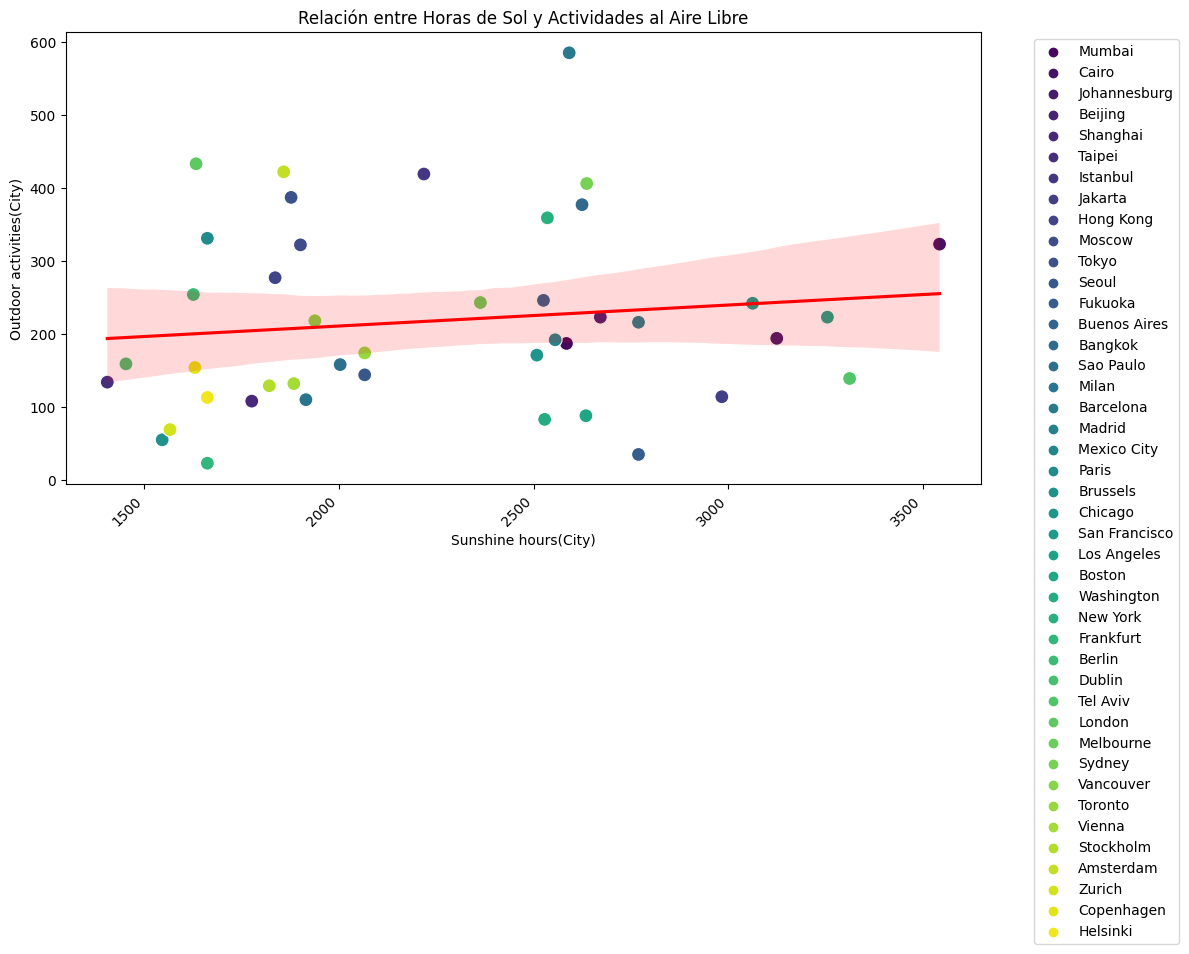 Relación entre Horas de Sol y Actividades al Aire Libre
600
500
400
300
200
100
0
Outdoor activities(City)
1500
2000
2500
3000
3500
Sunshine hours(City)
Mumbai
Cairo
Johannesburg
Beijing
Shanghai
Taipei
Istanbul
Jakarta
Hong Kong
Moscow
Tokyo
Seoul
Fukuoka
Buenos Aires
Bangkok
Sao Paulo
Milan
Barcelona
Madrid
Mexico City
Paris
Brussels
Chicago
San Francisco
Los Angeles
Boston
Washington
New York
Frankfurt
Berlin
Dublin
Tel Aviv
London
Melbourne
Sydney
Vancouver
Toronto
Vienna
Stockholm
Amsterdam
Zurich
Copenhagen
Helsinki